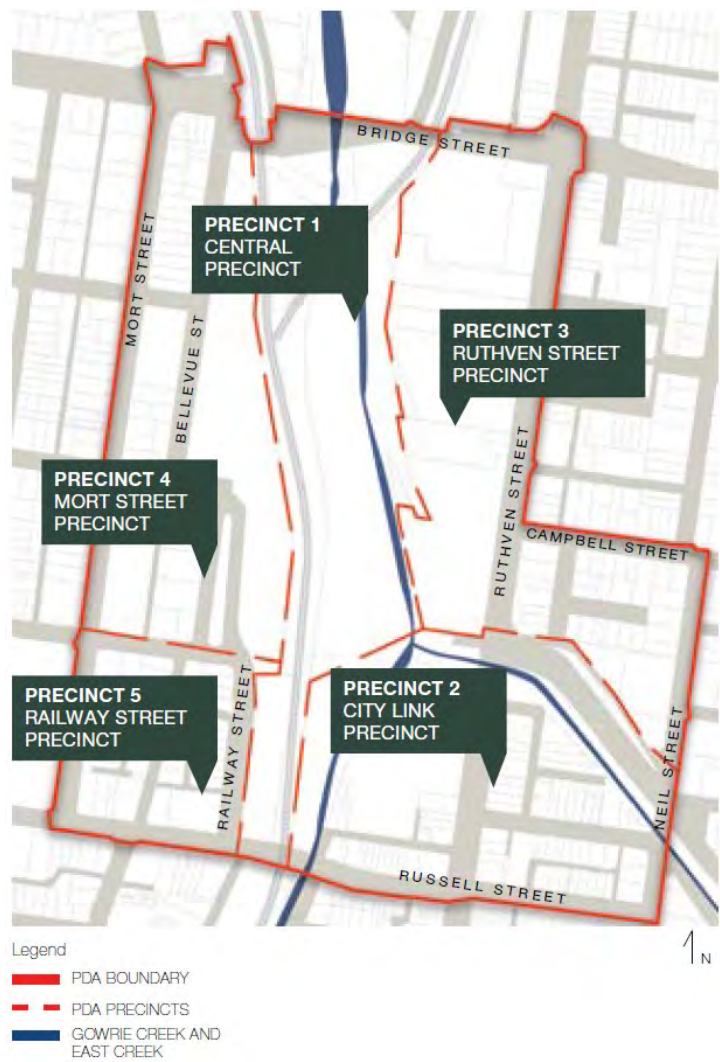 BRIDGE STREET
PRECINCT 1
CENTRAL
PRECINCT
MORT STREET
BELLEVUE ST
PRECINCT 3
RUTHVEN STREET
PRECINCT
RUTHVEN STREET
PRECINCT 4
MORT STREET
PRECINCT
CAMPBELL STREET
PRECINCT 5
RAILWAY STREET
PRECINCT
RAILWAY STREET
PRECINCT 2
CITY LINK
PRECINCT
NEIL STREET
RUSSELL STREET
N
Legend
PDA BOUNDARY
PDA PRECINCTS
GOWRIE CREEK AND
EAST CREEK